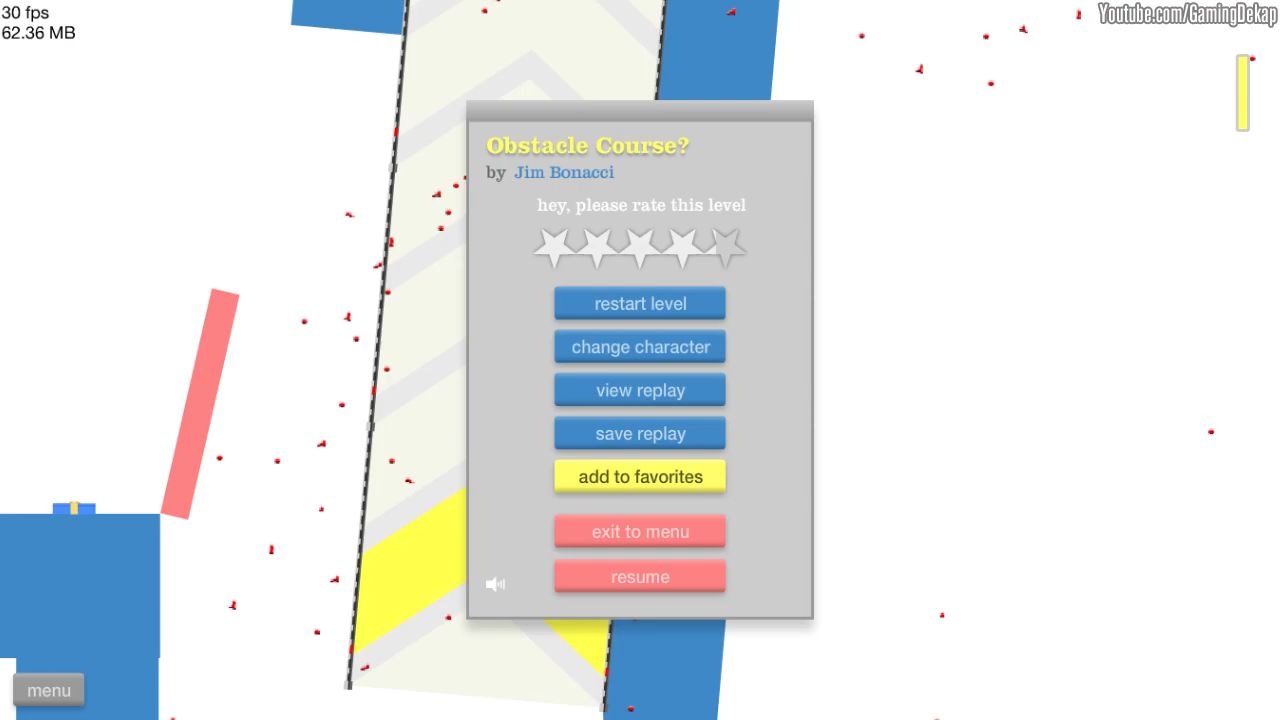 30 fps
62.36 MB
Youtube.com/GamingDekap
Obstacle Course?
by Jim Bonacci
hey, please rate this level
restart level
change character
view replay
save replay
add to favorites
exit to menu
resume
menu